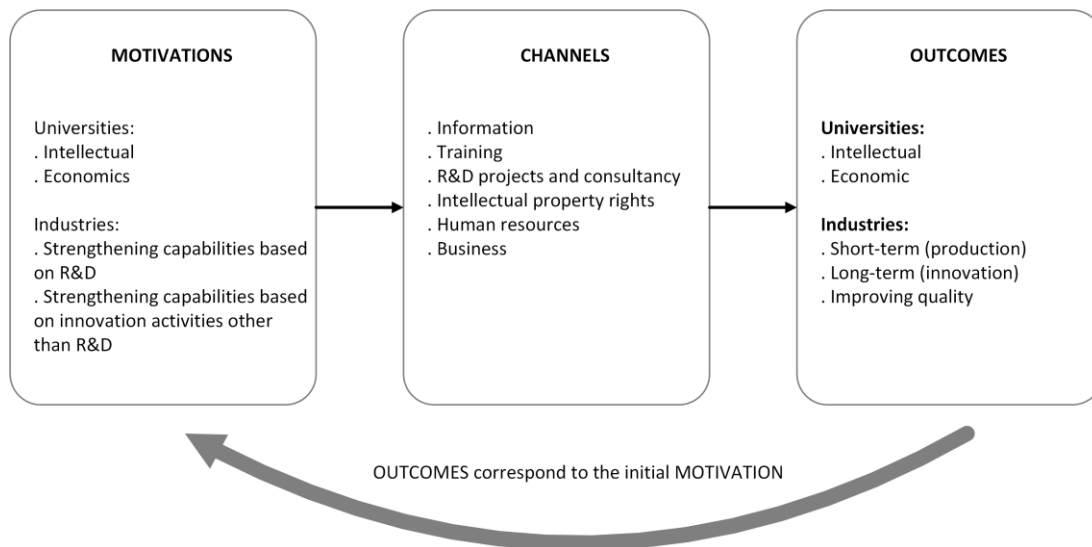 MOTIVATIONS
Universities:
. Intellectual
. Economics
Industries:
. Strengthening capabilities based
on R&D
. Strengthening capabilities based
on innovation activities other
than R&D
CHANNELS
. Information
. Training
. R&D projects and consultancy
. Intellectual property rights
. Human resources
. Business
OUTCOMES
Universities:
. Intellectual
. Economic
Industries:
. Short-term (production)
. Long-term (innovation)
. Improving quality
OUTCOMES correspond to the initial MOTIVATION